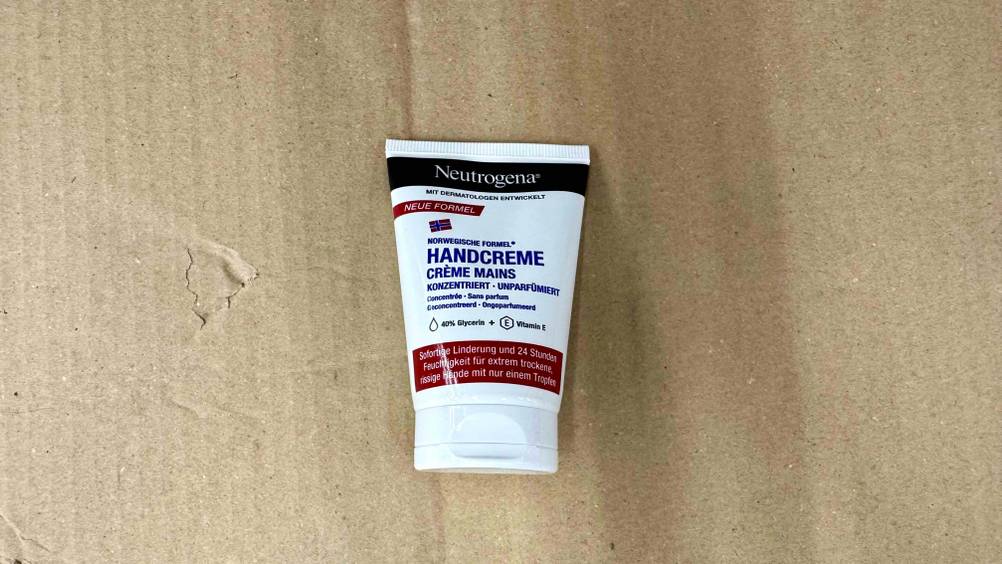 Neutrogena®
MIT DERMATOLOGEN ENTWICKELT
NEUE FORMEL
NORWEGISCHE FORMEL*
HANDCREME
CRÈME MAINS
KONZENTRIERT · UNPARFÜMIERT
Concentrée · Sans parfum
Geconcentreerd · Ongeparfumeerd
40% Glycerin + E Vitamin E
Sofortige Linderung und 24 Stunden
Feuchtigkeit für extrem trockene,
rissige Hände mit nur einem Tropfen